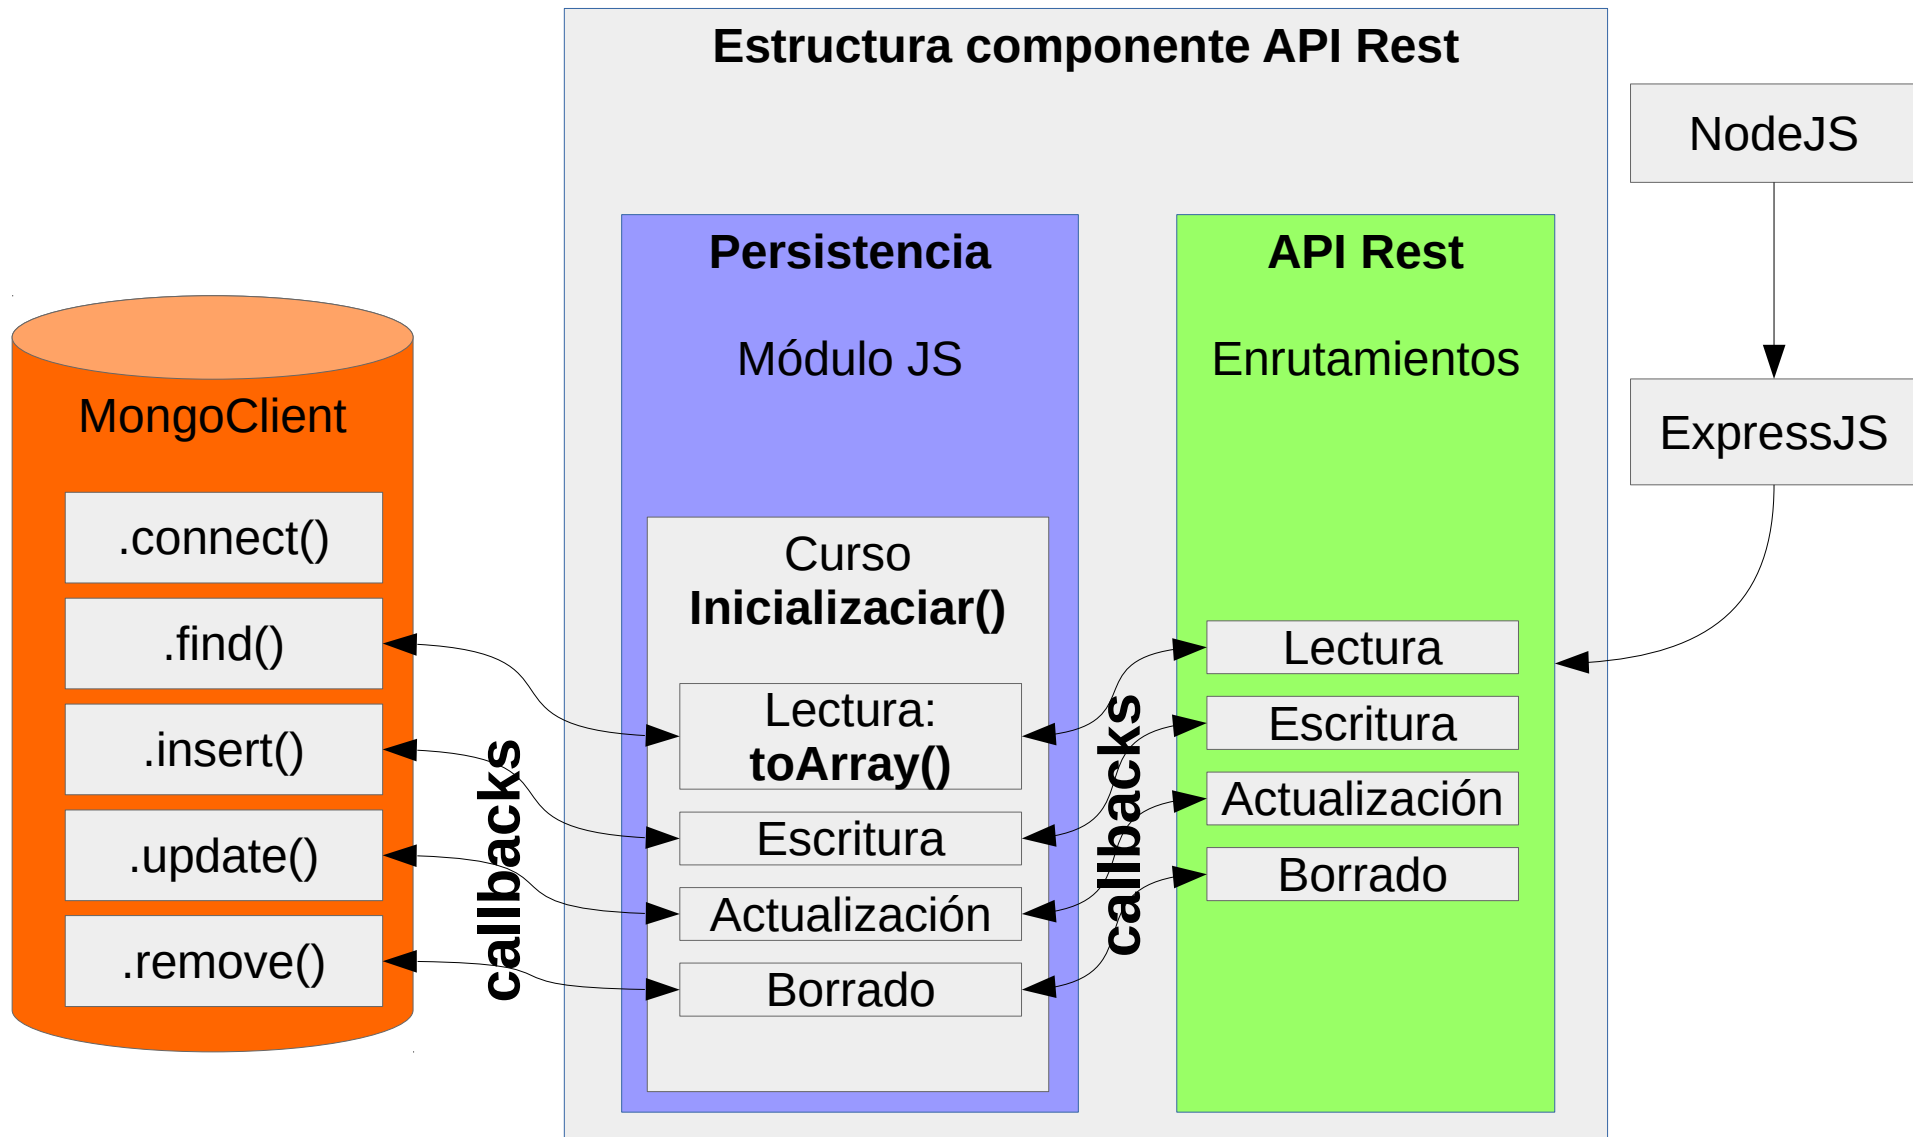 Estructura componente API Rest
NodeJS
ExpressJS
Persistencia
Módulo JS
API Rest
Enrutamientos
MongoClient
.connect()
.find()
.insert()
.update()
.remove()
callbacks
Curso
Inicializaciar()
Lectura:
toArray()
Escritura
Actualización
Borrado
callbacks
Lectura
Escritura
Actualización
Borrado